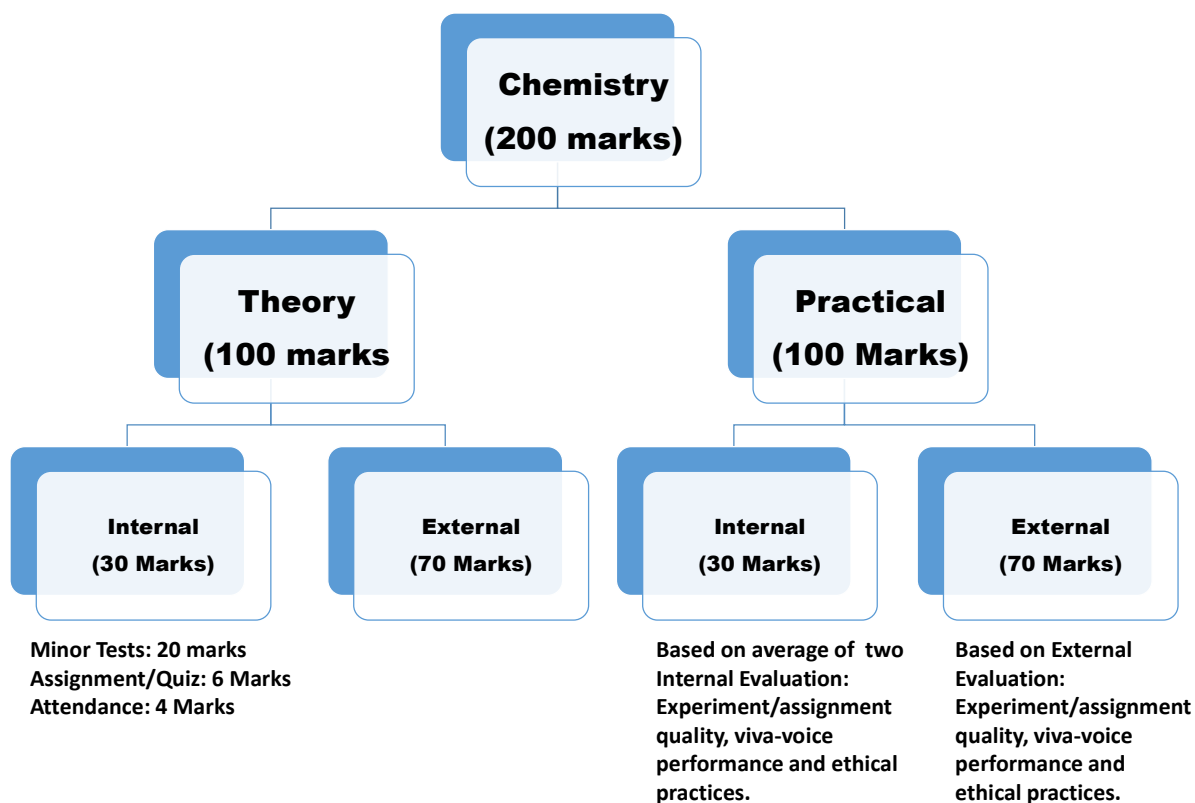 Chemistry
(200 marks)
Theory
(100 marks
Practical
(100 Marks)
Internal
(30 Marks)
External
(70 Marks)
Internal
(30 Marks)
External
(70 Marks)
Minor Tests: 20 marks
Assignment/Quiz: 6 Marks
Attendance: 4 Marks
Based on average of  two
Internal Evaluation:
Experiment/assignment
quality, viva-voice
performance and ethical
practices.
Based on External
Evaluation:
Experiment/assignment
quality, viva-voice
performance and
ethical practices.